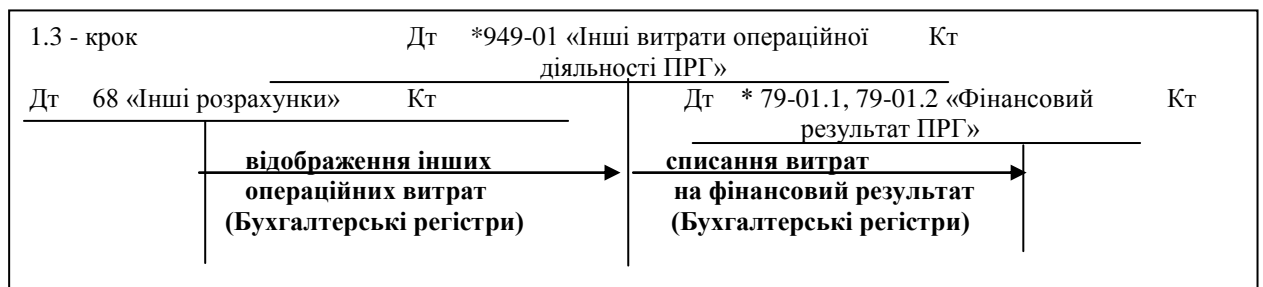 1.3 - крок Дт *949-01 «Інші витрати операційної Кт
діяльності ПРГ»
Дт 68 «Інші розрахунки» Кт Дт * 79-01.1, 79-01.2 «Фінансовий Кт
результат ПРГ»
відображення інших списання витрат
операційних витрат на фінансовий результат
(Бухгалтерські регістри) (Бухгалтерські регістри)